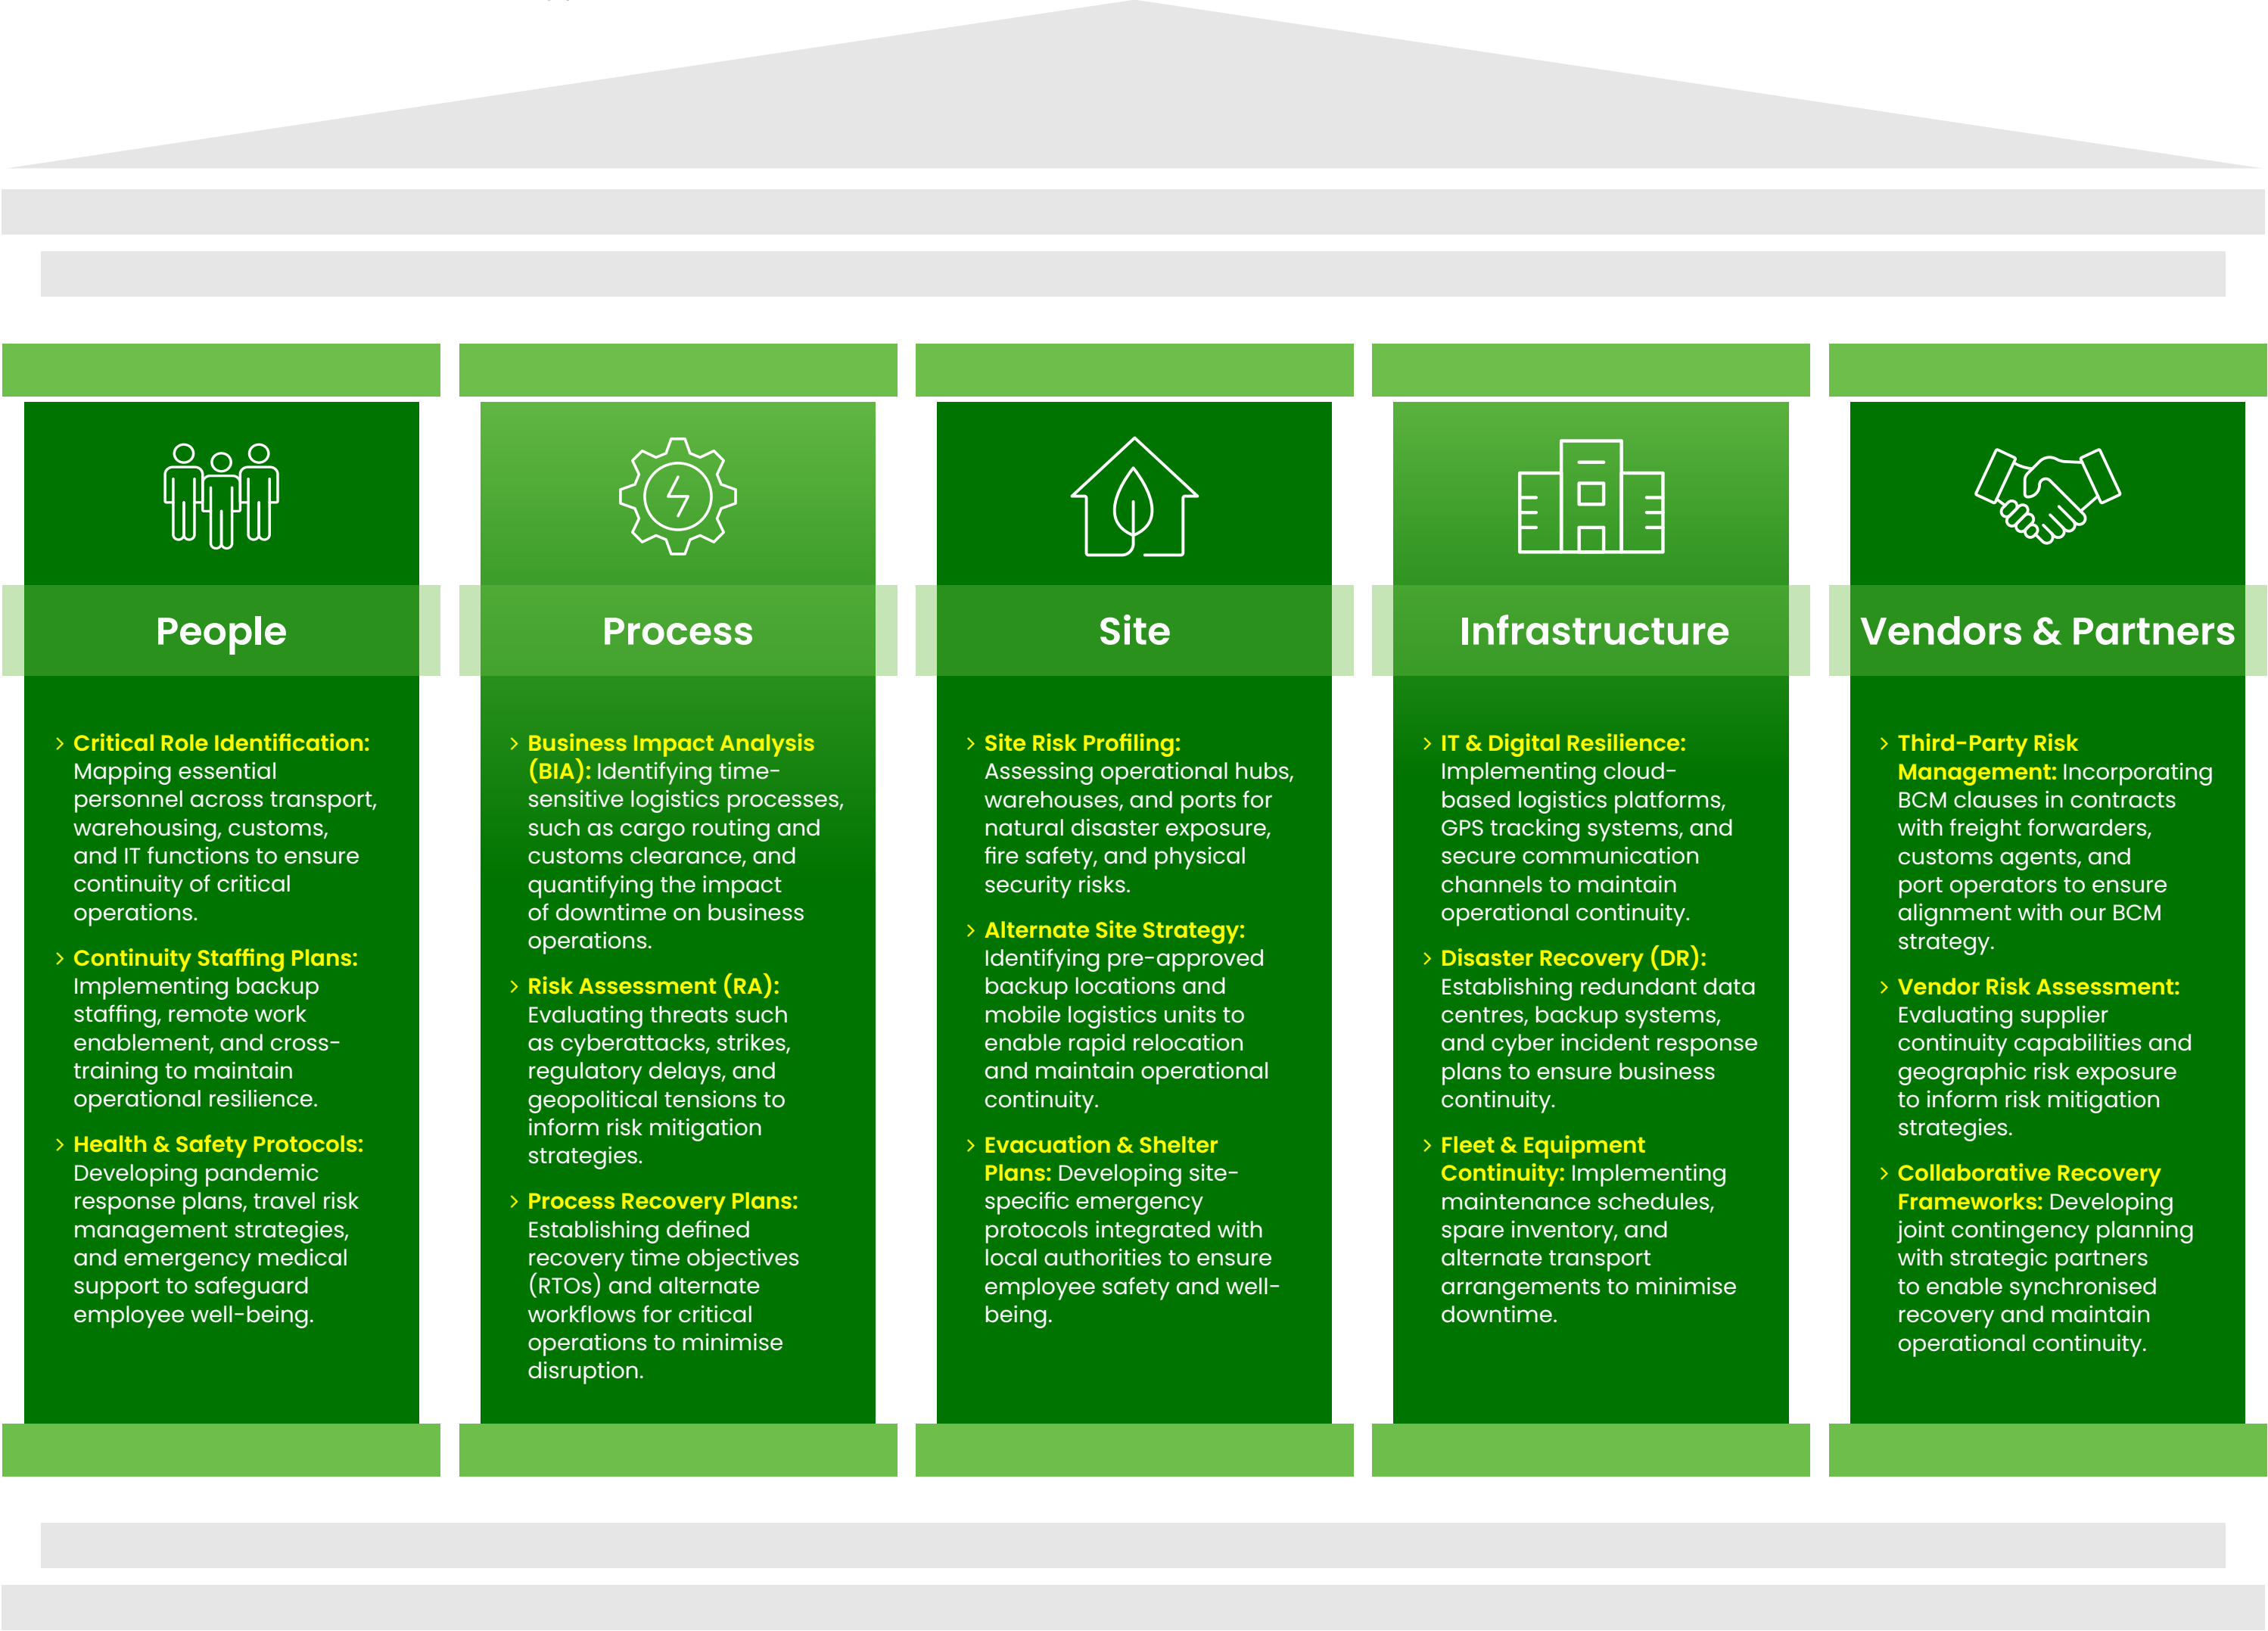 People
› Critical Role Identification:
Mapping essential
personnel across transport,
warehousing, customs,
and IT functions to ensure
continuity of critical
operations.
› Continuity Staffing Plans:
Implementing backup
staffing, remote work
enablement, and cross-
training to maintain
operational resilience.
› Health & Safety Protocols:
Developing pandemic
response plans, travel risk
management strategies,
and emergency medical
support to safeguard
employee well-being.
Process
› Business Impact Analysis
(BIA): Identifying time-
sensitive logistics processes,
such as cargo routing and
customs clearance, and
quantifying the impact
of downtime on business
operations.
› Risk Assessment (RA):
Evaluating threats such
as cyberattacks, strikes,
regulatory delays, and
geopolitical tensions to
inform risk mitigation
strategies.
› Process Recovery Plans:
Establishing defined
recovery time objectives
(RTOs) and alternate
workflows for critical
operations to minimise
disruption.
Site
› Site Risk Profiling:
Assessing operational hubs,
warehouses, and ports for
natural disaster exposure,
fire safety, and physical
security risks.
› Alternate Site Strategy:
Identifying pre-approved
backup locations and
mobile logistics units to
enable rapid relocation
and maintain operational
continuity.
› Evacuation & Shelter
Plans: Developing site-
specific emergency
protocols integrated with
local authorities to ensure
employee safety and well-
being.
Infrastructure
› IT & Digital Resilience:
Implementing cloud-
based logistics platforms,
GPS tracking systems, and
secure communication
channels to maintain
operational continuity.
› Disaster Recovery (DR):
Establishing redundant data
centres, backup systems,
and cyber incident response
plans to ensure business
continuity.
› Fleet & Equipment
Continuity: Implementing
maintenance schedules,
spare inventory, and
alternate transport
arrangements to minimise
downtime.
Vendors & Partners
› Third-Party Risk
Management: Incorporating
BCM clauses in contracts
with freight forwarders,
customs agents, and
port operators to ensure
alignment with our BCM
strategy.
› Vendor Risk Assessment:
Evaluating supplier
continuity capabilities and
geographic risk exposure
to inform risk mitigation
strategies.
› Collaborative Recovery
Frameworks: Developing
joint contingency planning
with strategic partners
to enable synchronised
recovery and maintain
operational continuity.